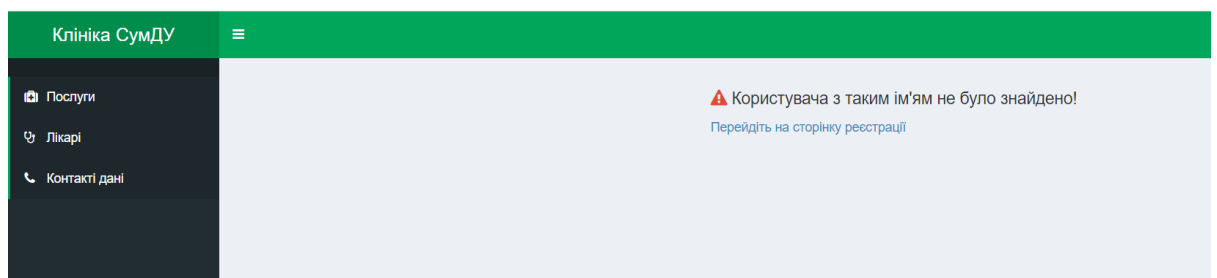 Клініка СумДУ
Послуги
Лікарі
Контакті дані
Користувача з таким ім'ям не було знайдено!
Перейдіть на сторінку реєстрації